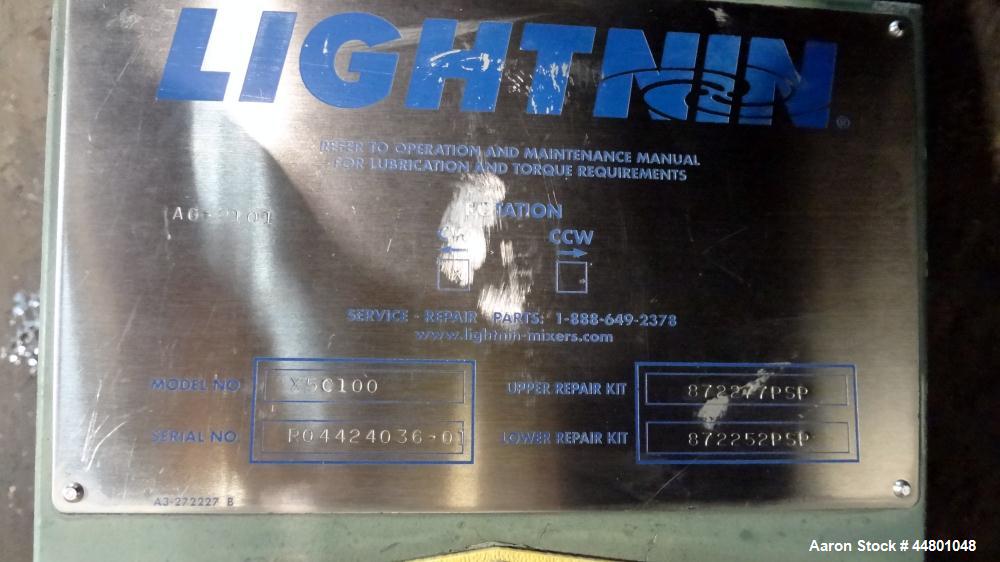 LIGHTNIN ®
REFER TO OPERATION AND MAINTENANCE MANUAL
FOR LUBRICATION AND TORQUE REQUIREMENTS
ROTATION
CCW
SERVICE - REPAIR - PARTS: 1-888-649-2378
www.lightnin-mixers.com
MODEL NO X5C100 UPPER REPAIR KIT
SERIAL NO. LOWER REPAIR KIT 872252PSP
A3-272227 B
Aaron Stock # 44801048